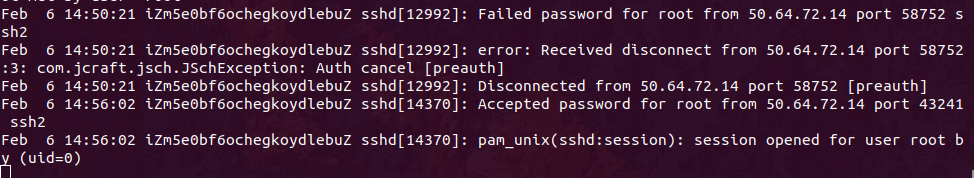 Feb  6 14:50:21 iZm5e0bf6ochegkoydlebuZ sshd[12992]: Failed password for root from 50.64.72.14 port 58752 s
sh2
Feb  6 14:50:21 iZm5e0bf6ochegkoydlebuZ sshd[12992]: error: Received disconnect from 50.64.72.14 port 58752
:3: com.jcraft.jsch.JSchException: Auth cancel [preauth]
Feb  6 14:50:21 iZm5e0bf6ochegkoydlebuZ sshd[12992]: Disconnected from 50.64.72.14 port 58752 [preauth]
Feb  6 14:56:02 iZm5e0bf6ochegkoydlebuZ sshd[14370]: Accepted password for root from 50.64.72.14 port 43241
 ssh2
Feb  6 14:56:02 iZm5e0bf6ochegkoydlebuZ sshd[14370]: pam_unix(sshd:session): session opened for user root b
y (uid=0)